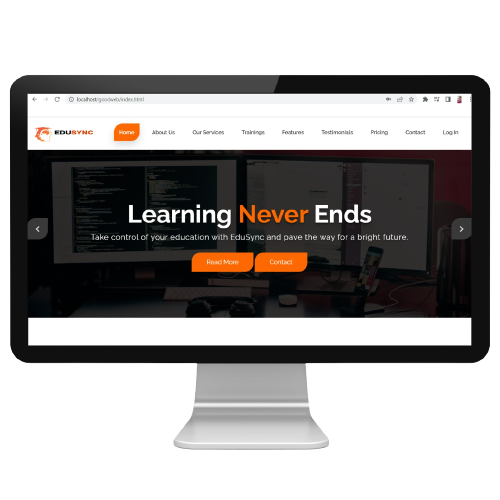 localhost/goodweb/index.html
EDUSYNC
Home About Us Our Services Trainings Features Testimonials Pricing Contact Log In
Learning Never Ends
Take control of your education with EduSync and pave the way for a bright future.
Read More Contact